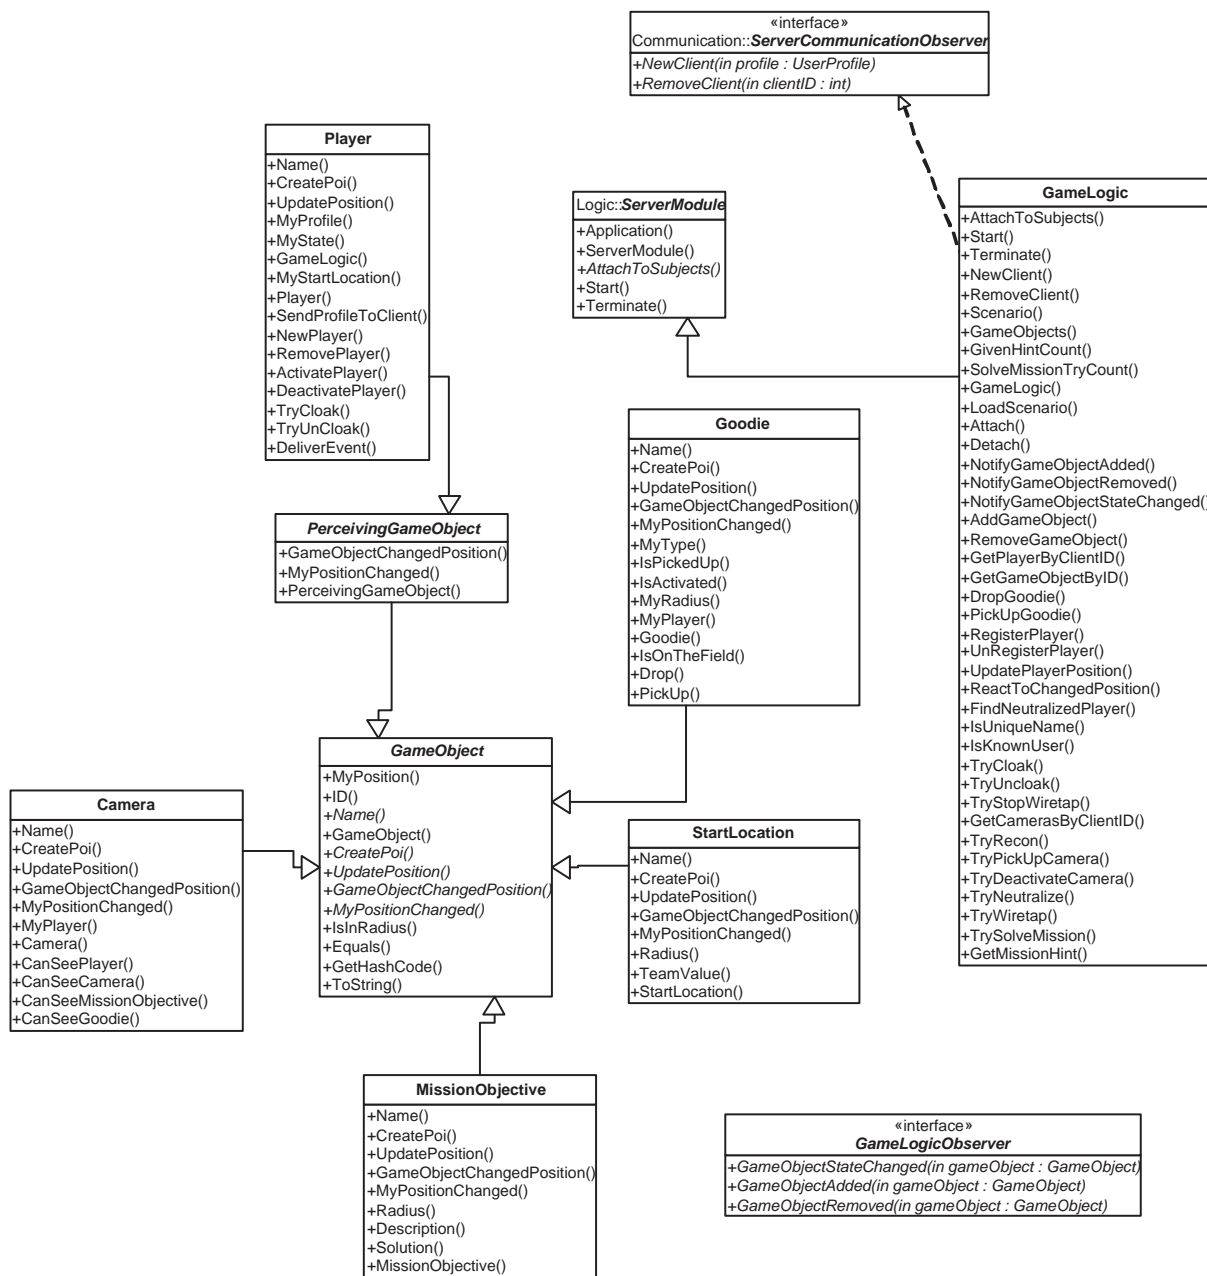 «interface»
Communication::ServerCommunicationObserver
+NewClient(in profile : UserProfile)
+RemoveClient(in clientID : int)
Player
+Name()
+CreatePoi()
+UpdatePosition()
+MyProfile()
+MyState()
+GameLogic()
+MyStartLocation()
+Player()
+SendProfileToClient()
+NewPlayer()
+RemovePlayer()
+ActivatePlayer()
+DeactivatePlayer()
+TryCloak()
+TryUnCloak()
+DeliverEvent()
Logic::ServerModule
+Application()
+ServerModule()
+AttachToSubjects()
+Start()
+Terminate()
GameLogic
+AttachToSubjects()
+Start()
+Terminate()
+NewClient()
+RemoveClient()
+Scenario()
+GameObjects()
+GivenHintCount()
+SolveMissionTryCount()
+GameLogic()
+LoadScenario()
+Attach()
+Detach()
+NotifyGameObjectAdded()
+NotifyGameObjectRemoved()
+NotifyGameObjectStateChanged()
+AddGameObject()
+RemoveGameObject()
+GetPlayerByClientID()
+GetGameObjectByID()
+DropGoodie()
+PickUpGoodie()
+RegisterPlayer()
+UnRegisterPlayer()
+UpdatePlayerPosition()
+ReactToChangedPosition()
+FindNeutralizedPlayer()
+IsUniqueName()
+IsKnownUser()
+TryCloak()
+TryUncloak()
+TryStopWiretap()
+GetCamerasByClientID()
+TryRecon()
+TryPickUpCamera()
+TryDeactivateCamera()
+TryNeutralize()
+TryWiretap()
+TrySolveMission()
+GetMissionHint()
Goodie
+Name()
+CreatePoi()
+UpdatePosition()
+GameObjectChangedPosition()
+MyPositionChanged()
+MyType()
+IsPickedUp()
+IsActivated()
+MyRadius()
+MyPlayer()
+Goodie()
+IsOnTheField()
+Drop()
+PickUp()
PerceivingGameObject
+GameObjectChangedPosition()
+MyPositionChanged()
+PerceivingGameObject()
GameObject
+MyPosition()
+ID()
+Name()
+GameObject()
+CreatePoi()
+UpdatePosition()
+GameObjectChangedPosition()
+MyPositionChanged()
+IsInRadius()
+Equals()
+GetHashCode()
+ToString()
Camera
+Name()
+CreatePoi()
+UpdatePosition()
+GameObjectChangedPosition()
+MyPositionChanged()
+MyPlayer()
+Camera()
+CanSeePlayer()
+CanSeeCamera()
+CanSeeMissionObjective()
+CanSeeGoodie()
StartLocation
+Name()
+CreatePoi()
+UpdatePosition()
+GameObjectChangedPosition()
+MyPositionChanged()
+Radius()
+TeamValue()
+StartLocation()
MissionObjective
+Name()
+CreatePoi()
+UpdatePosition()
+GameObjectChangedPosition()
+MyPositionChanged()
+Radius()
+Description()
+Solution()
+MissionObjective()
«interface»
GameLogicObserver
+GameObjectStateChanged(in gameObject : GameObject)
+GameObjectAdded(in gameObject : GameObject)
+GameObjectRemoved(in gameObject : GameObject)